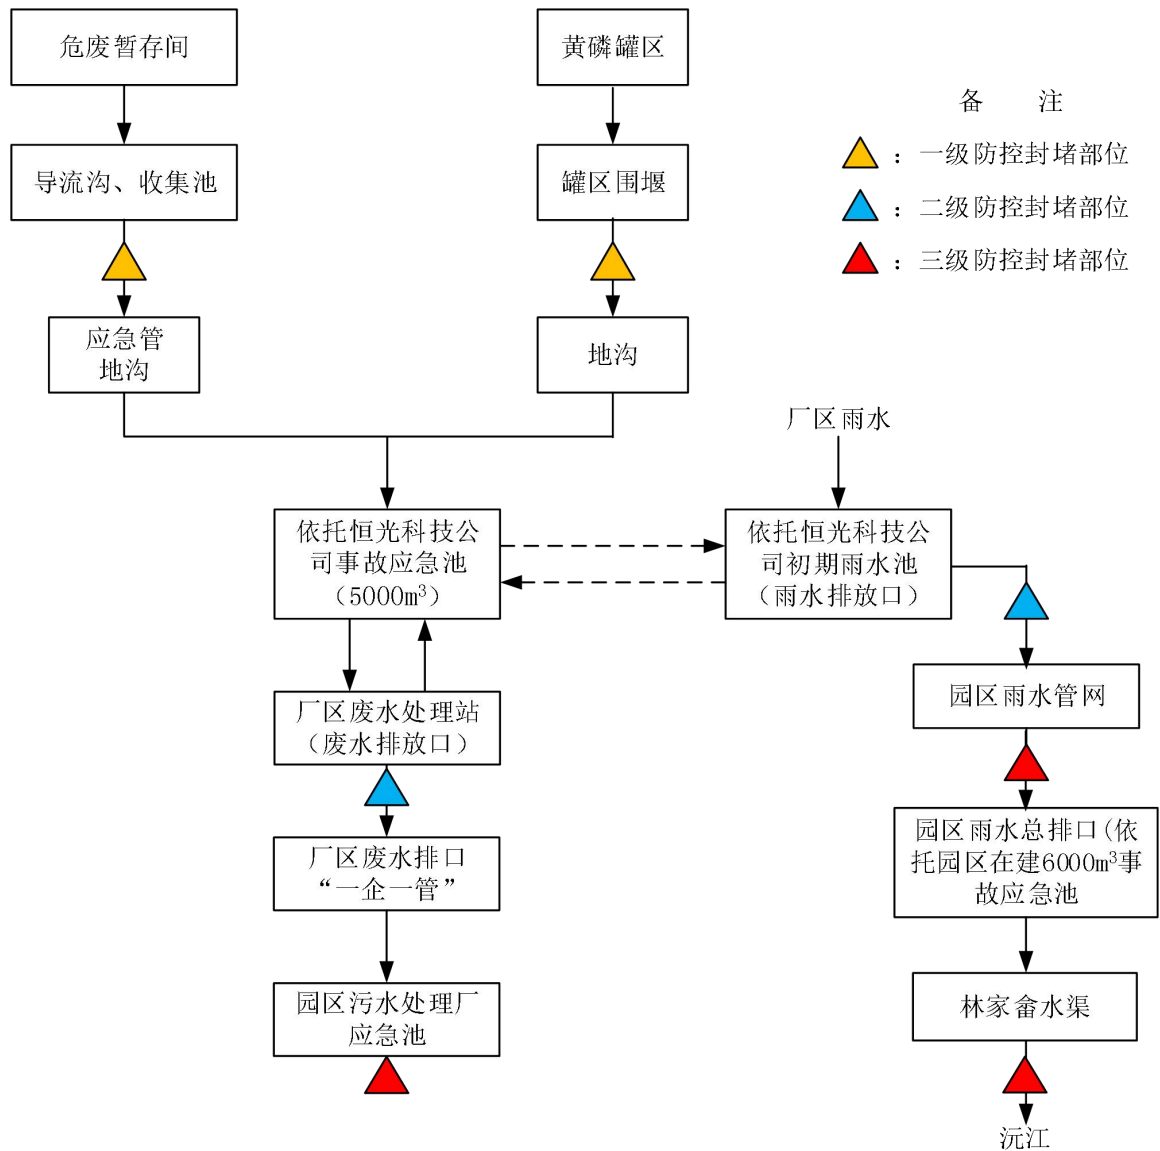 危废暂存间
黄磷罐区
备 注
导流沟、收集池
罐区围堰
：一级防控封堵部位
：二级防控封堵部位
：三级防控封堵部位
应急管
地沟
地沟
厂区雨水
依托恒光科技公
司事故应急池
（5000m³）
依托恒光科技公
司初期雨水池
（雨水排放口）
厂区废水处理站
（废水排放口）
园区雨水管网
厂区废水排口
“一企一管”
园区雨水总排口(依
托园区在建6000m³事
故应急池
园区污水处理厂
应急池
林家畲水渠
沅江